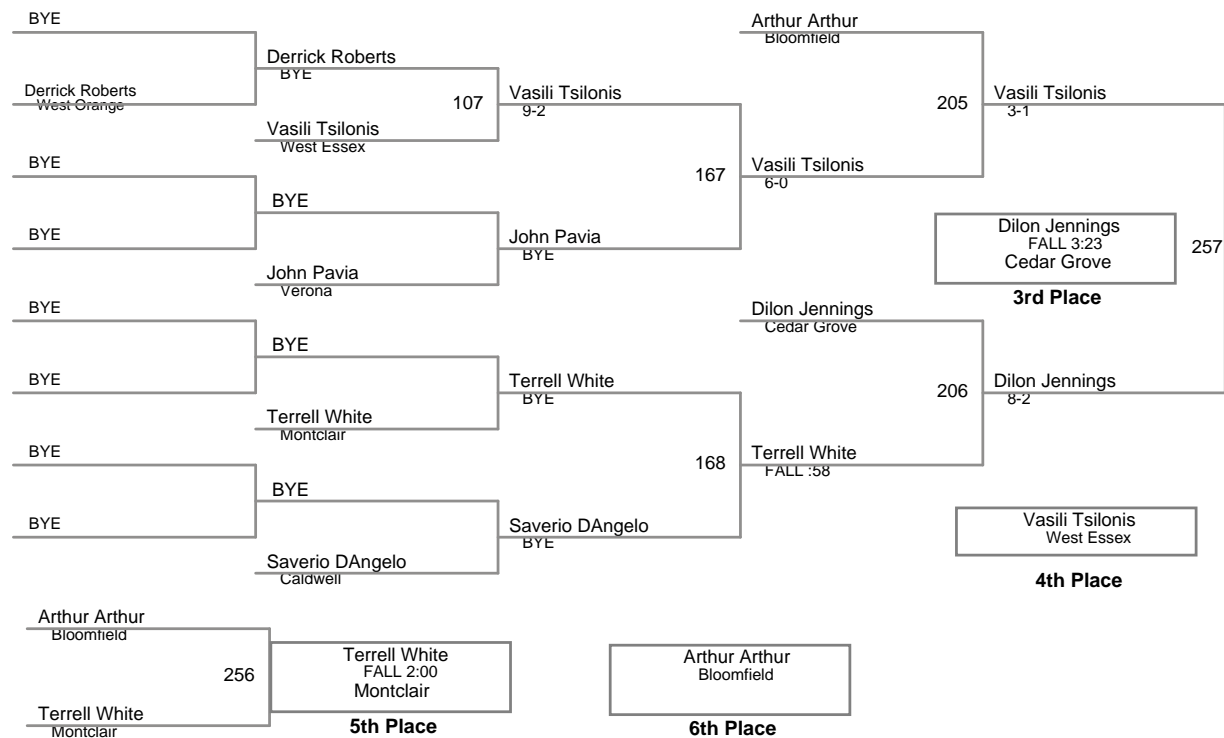 BYE
Derrick Roberts
West Orange
BYE
BYE
BYE
BYE
BYE
BYE
Derrick Roberts
BYE
107
Vasili Tsilonis
West Essex
BYE
John Pavia
Verona
BYE
Terrell White
Montclair
BYE
Saverio DAngelo
Caldwell
Vasili Tsilonis
9-2
167
John Pavia
BYE
Terrell White
BYE
168
Saverio DAngelo
BYE
Arthur Arthur
Bloomfield
205
Vasili Tsilonis
6-0
Dilon Jennings
Cedar Grove
206
Terrell White
FALL :58
Vasili Tsilonis
3-1
257
Dilon Jennings
8-2
Dilon Jennings
FALL 3:23
Cedar Grove
3rd Place
Vasili Tsilonis
West Essex
4th Place
Arthur Arthur
Bloomfield
256
Terrell White
Montclair
Terrell White
FALL 2:00
Montclair
5th Place
Arthur Arthur
Bloomfield
6th Place